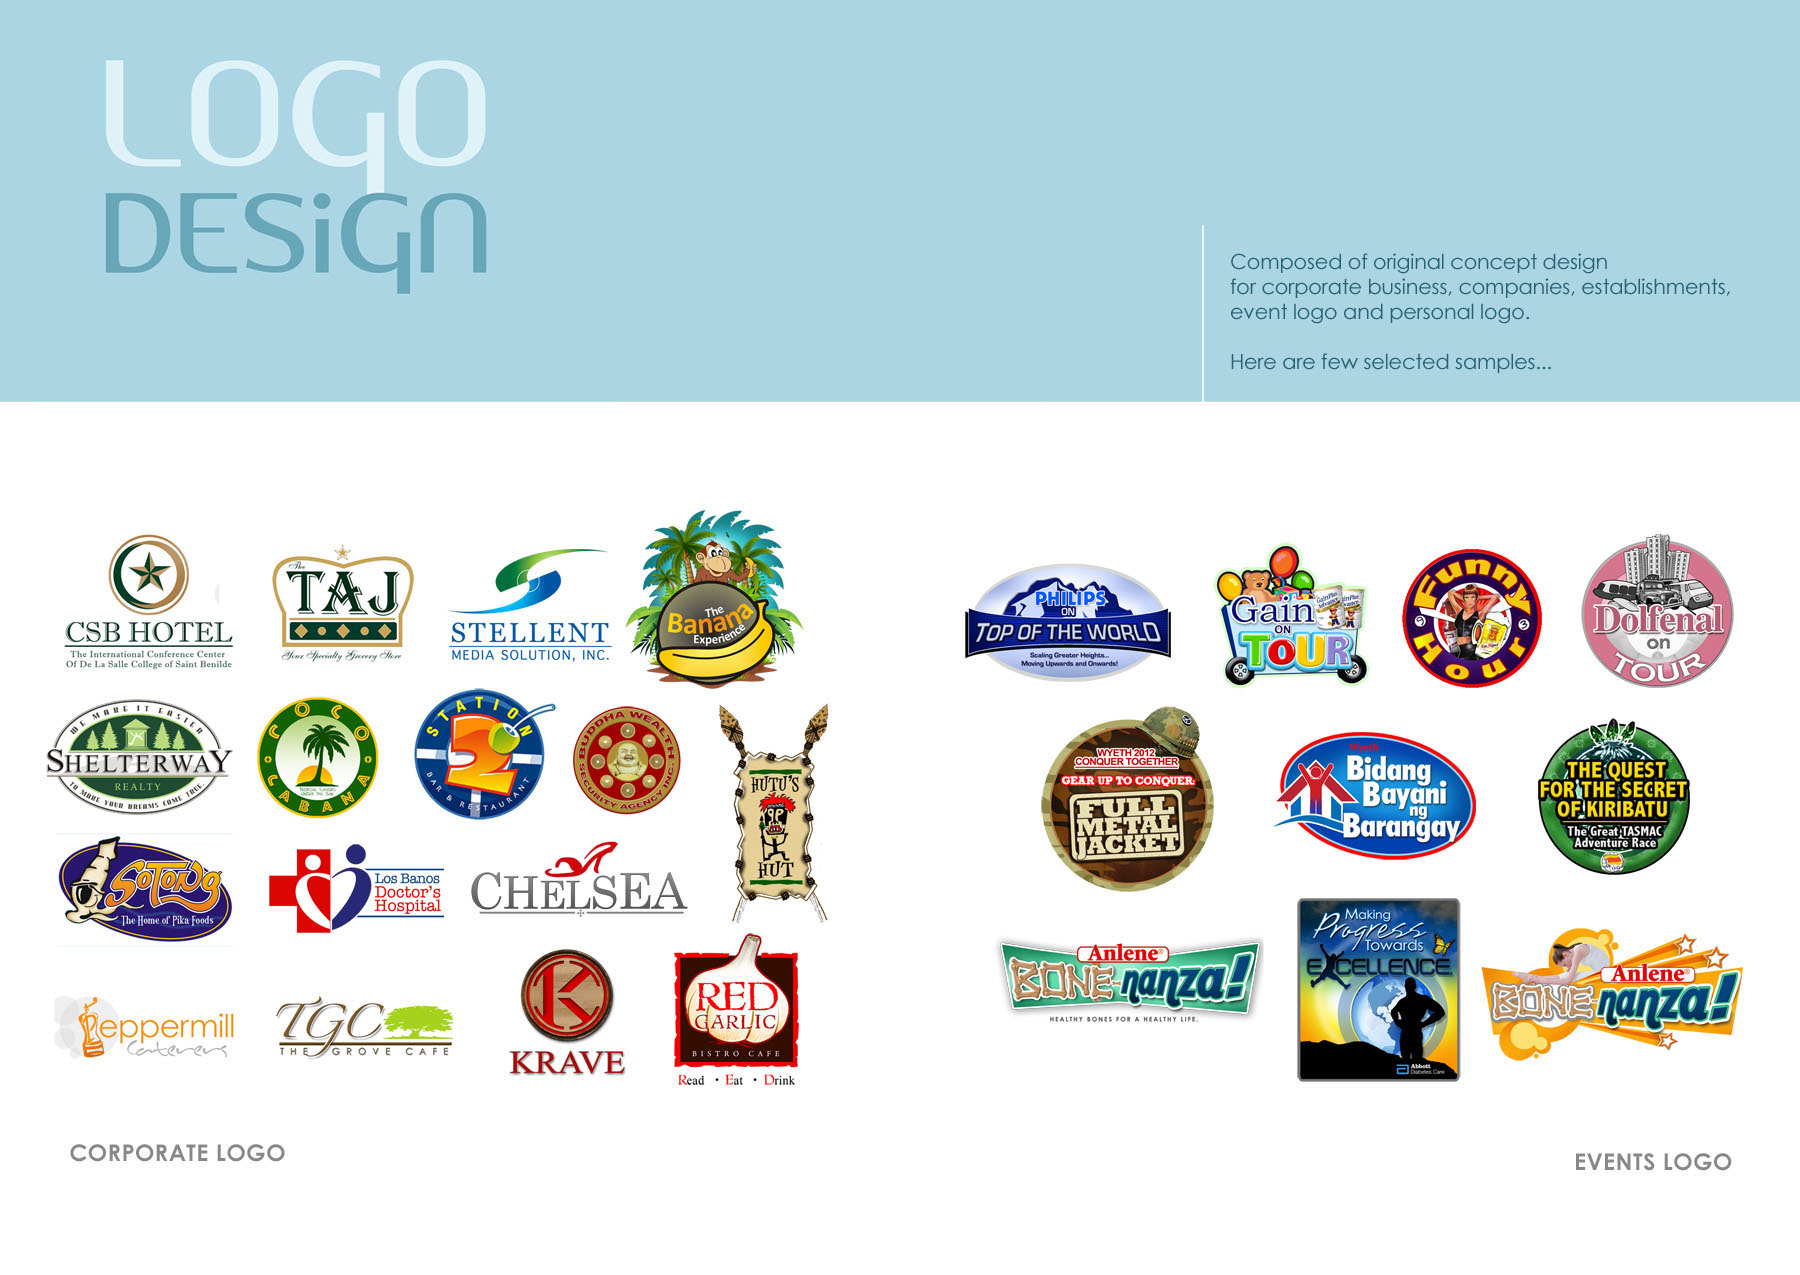 LOGO
DESiGN
Composed of original concept design
for corporate business, companies, establishments,
event logo and personal logo.
Here are few selected samples...
CSB HOTEL
The International Conference Center
Of De La Salle College of Saint Benilde
The
TAJ
Your Specialty Grocery Store
STELLENT
MEDIA SOLUTION, INC.
The
Banana
Experience
WE MAKE IT EASIER
SHELTERWAY
REALTY
TO MAKE YOUR DREAMS COME TRUE
COCO
CABANA
STATION
2
BAR & RESTAURANT
BUDDHA WEALTH
SECURITY AGENCY INC.
HUTU'S
HUT
SOTONG
The Home of Pika Foods
Los Banos
Doctor's
Hospital
CHELSEA
Peppermill
Caterers
TGC
THE GROVE CAFE
K
KRAVE
RED
GARLIC
BISTRO CAFE
Read • Eat • Drink
CORPORATE LOGO
PHILIPS
ON
TOP OF THE WORLD
Scaling Greater Heights...
Moving Upwards and Onwards!
Gain
ON
TOUR
Funny
Hour
Dolfenal
on
TOUR
WYETH 2012
CONQUER TOGETHER
GEAR UP TO CONQUER:
FULL
METAL
JACKET
Wyeth
Bidang
Bayani
ng
Barangay
THE QUEST
FOR THE SECRET
OF KIRIBATU
The Great TASMAC
Adventure Race
Anlene®
BONE-nanza!
HEALTHY BONES FOR A HEALTHY LIFE.
Making
Progress
Towards
EXCELLENCE
Abbott
Diabetes Care
Anlene®
BONE-nanza!
EVENTS LOGO